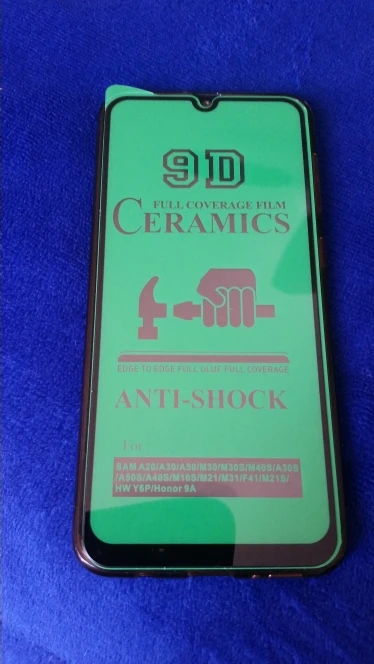 9D
FULL COVERAGE FILM
CERAMICS
EDGE TO EDGE FULL GLUE FULL COVERAGE
ANTI-SHOCK
For
SAM A20/A30/A30/M30/M30S/M40S/A30S
/A50S/A40S/M10S/M21/M31/F41/M21S/
HW Y6P/Honor 9A